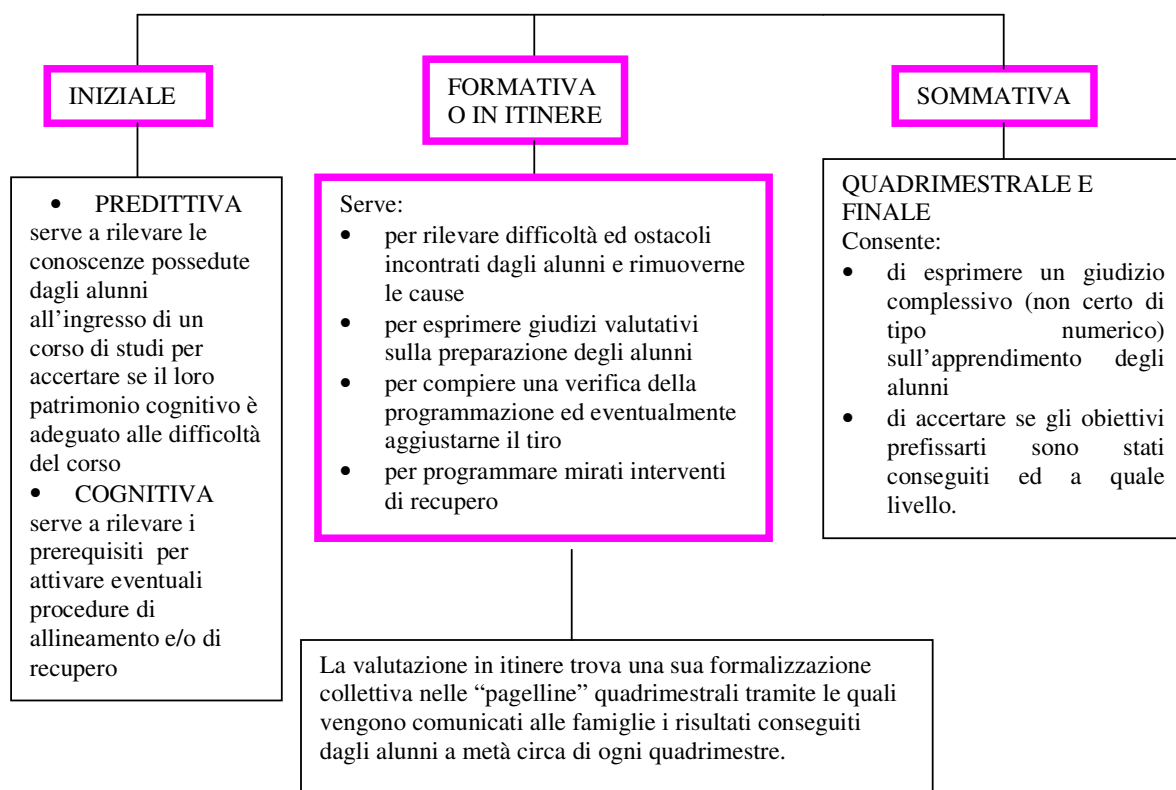 INIZIALE
FORMATIVA
O IN ITINERE
SOMMATIVA
• PREDITTIVA
serve a rilevare le
conoscenze possedute
dagli alunni
all’ingresso di un
corso di studi per
accertare se il loro
patrimonio cognitivo è
adeguato alle difficoltà
del corso
• COGNITIVA
serve a rilevare i
prerequisiti per
attivare eventuali
procedure di
allineamento e/o di
recupero
Serve:
• per rilevare difficoltà ed ostacoli
incontrati dagli alunni e rimuoverne
le cause
• per esprimere giudizi valutativi
sulla preparazione degli alunni
• per compiere una verifica della
programmazione ed eventualmente
aggiustarne il tiro
• per programmare mirati interventi
di recupero
QUADRIMESTRALE E
FINALE
Consente:
• di esprimere un giudizio
complessivo (non certo di
tipo numerico)
sull’apprendimento degli
alunni
• di accertare se gli obiettivi
prefissarti sono stati
conseguiti ed a quale
livello.
La valutazione in itinere trova una sua formalizzazione
collettiva nelle “pagelline” quadrimestrali tramite le quali
vengono comunicati alle famiglie i risultati conseguiti
dagli alunni a metà circa di ogni quadrimestre.